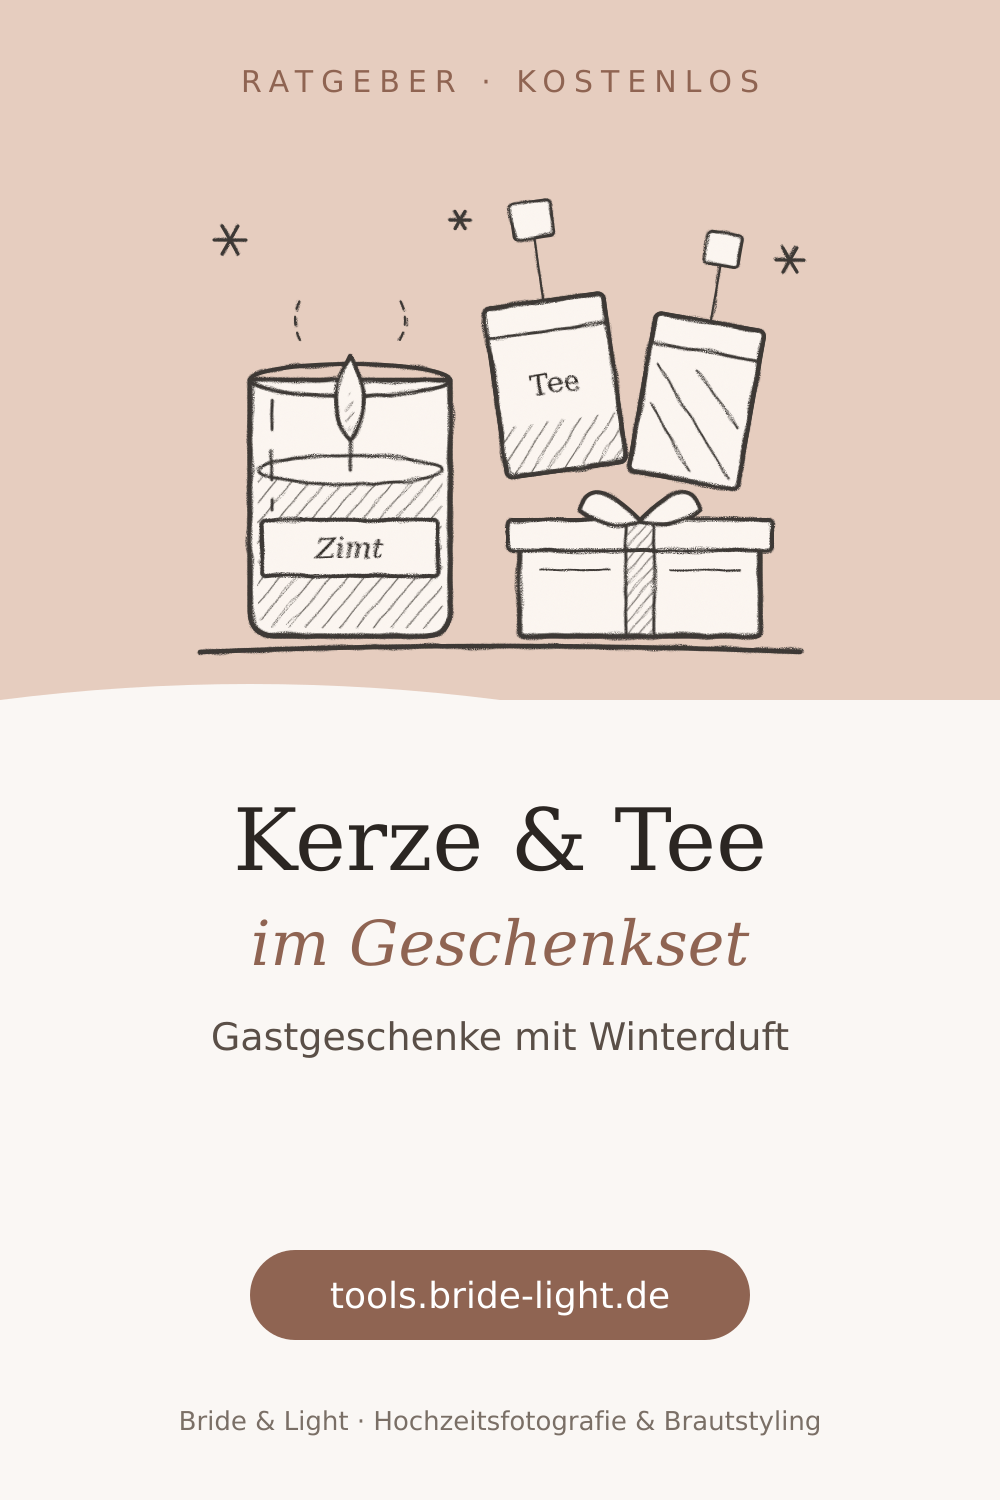 RATGEBER · KOSTENLOS
Tee
Zimt
Kerze & Tee
im Geschenkset
Gastgeschenke mit Winterduft
tools.bride-light.de
Bride & Light · Hochzeitsfotografie & Brautstyling